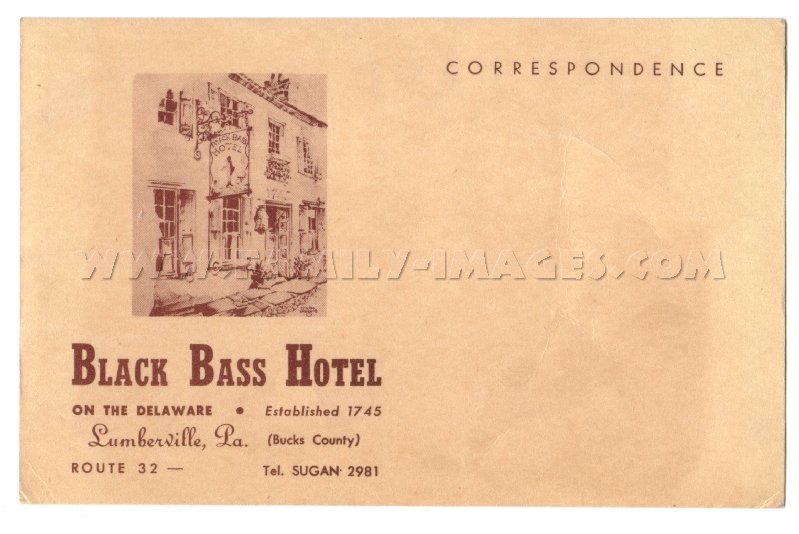 CORRESPONDENCE
BLACK BASS
HOTEL
WWW.FAMILY-IMAGES.COM
BLACK BASS HOTEL
ON THE DELAWARE • Established 1745
Lumberville, Pa. (Bucks County)
ROUTE 32 — Tel. SUGAN· 2981